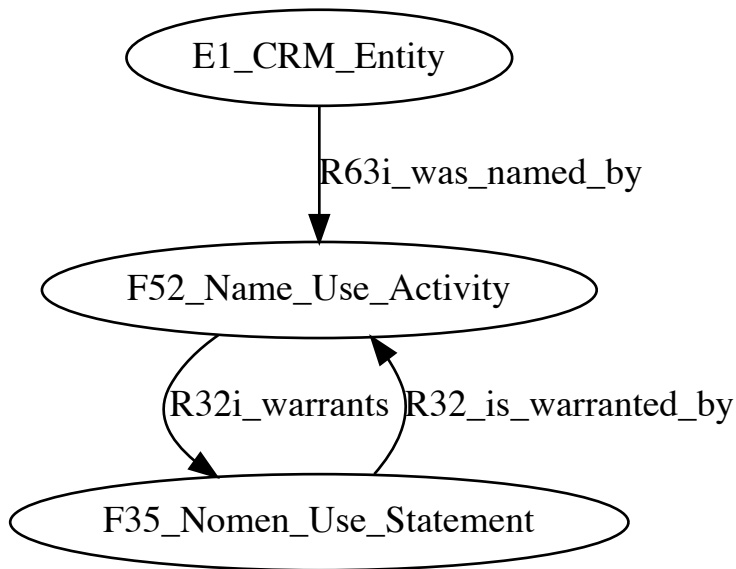 E1_CRM_Entity
R63i_was_named_by
F52_Name_Use_Activity
R32i_warrants
R32_is_warranted_by
F35_Nomen_Use_Statement